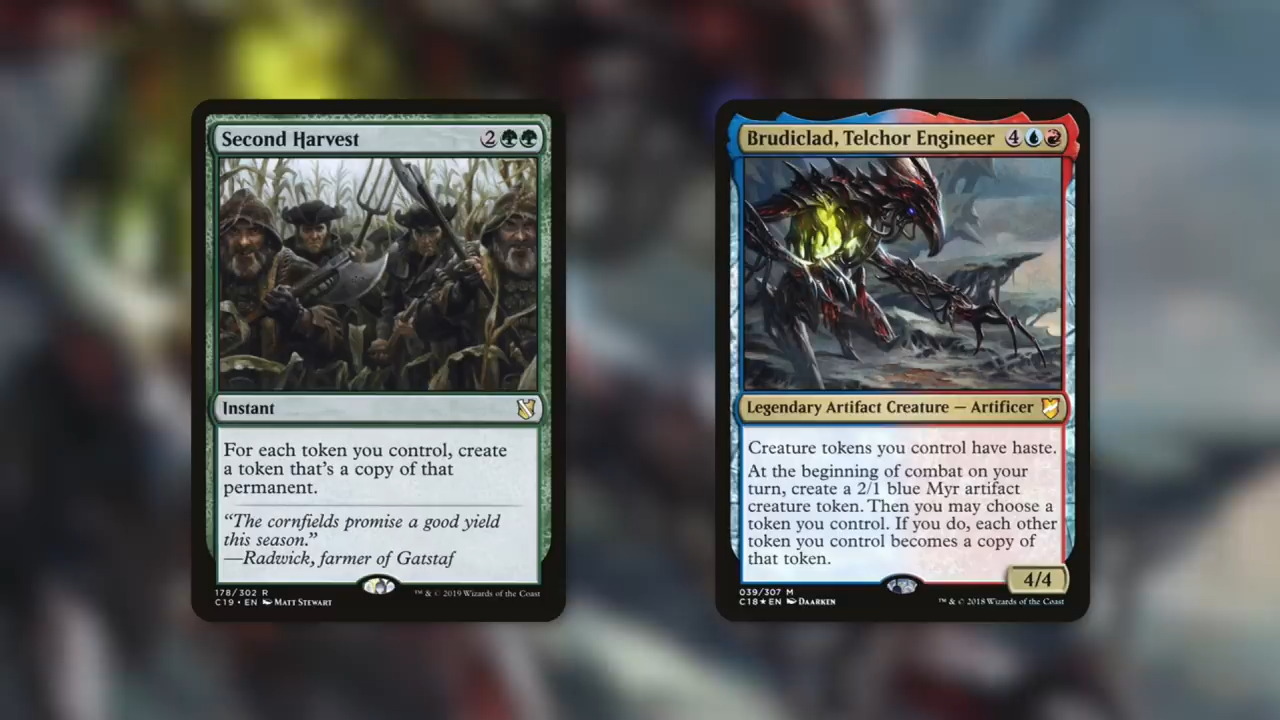 Second Harvest 2
Instant
For each token you control, create
a token that's a copy of that
permanent.
“The cornfields promise a good yield
this season.”
—Radwick, farmer of Gatstaf
178/302 R
C19 • EN Matt Stewart
™ & © 2019 Wizards of the Coast
Brudiclad, Telchor Engineer 4
Legendary Artifact Creature — Artificer
Creature tokens you control have haste.
At the beginning of combat on your
turn, create a 2/1 blue Myr artifact
creature token. Then you may choose a
token you control. If you do, each other
token you control becomes a copy of
that token.
4/4
039/307 M
C18★EN Daarken
™ & © 2018 Wizards of the Coast